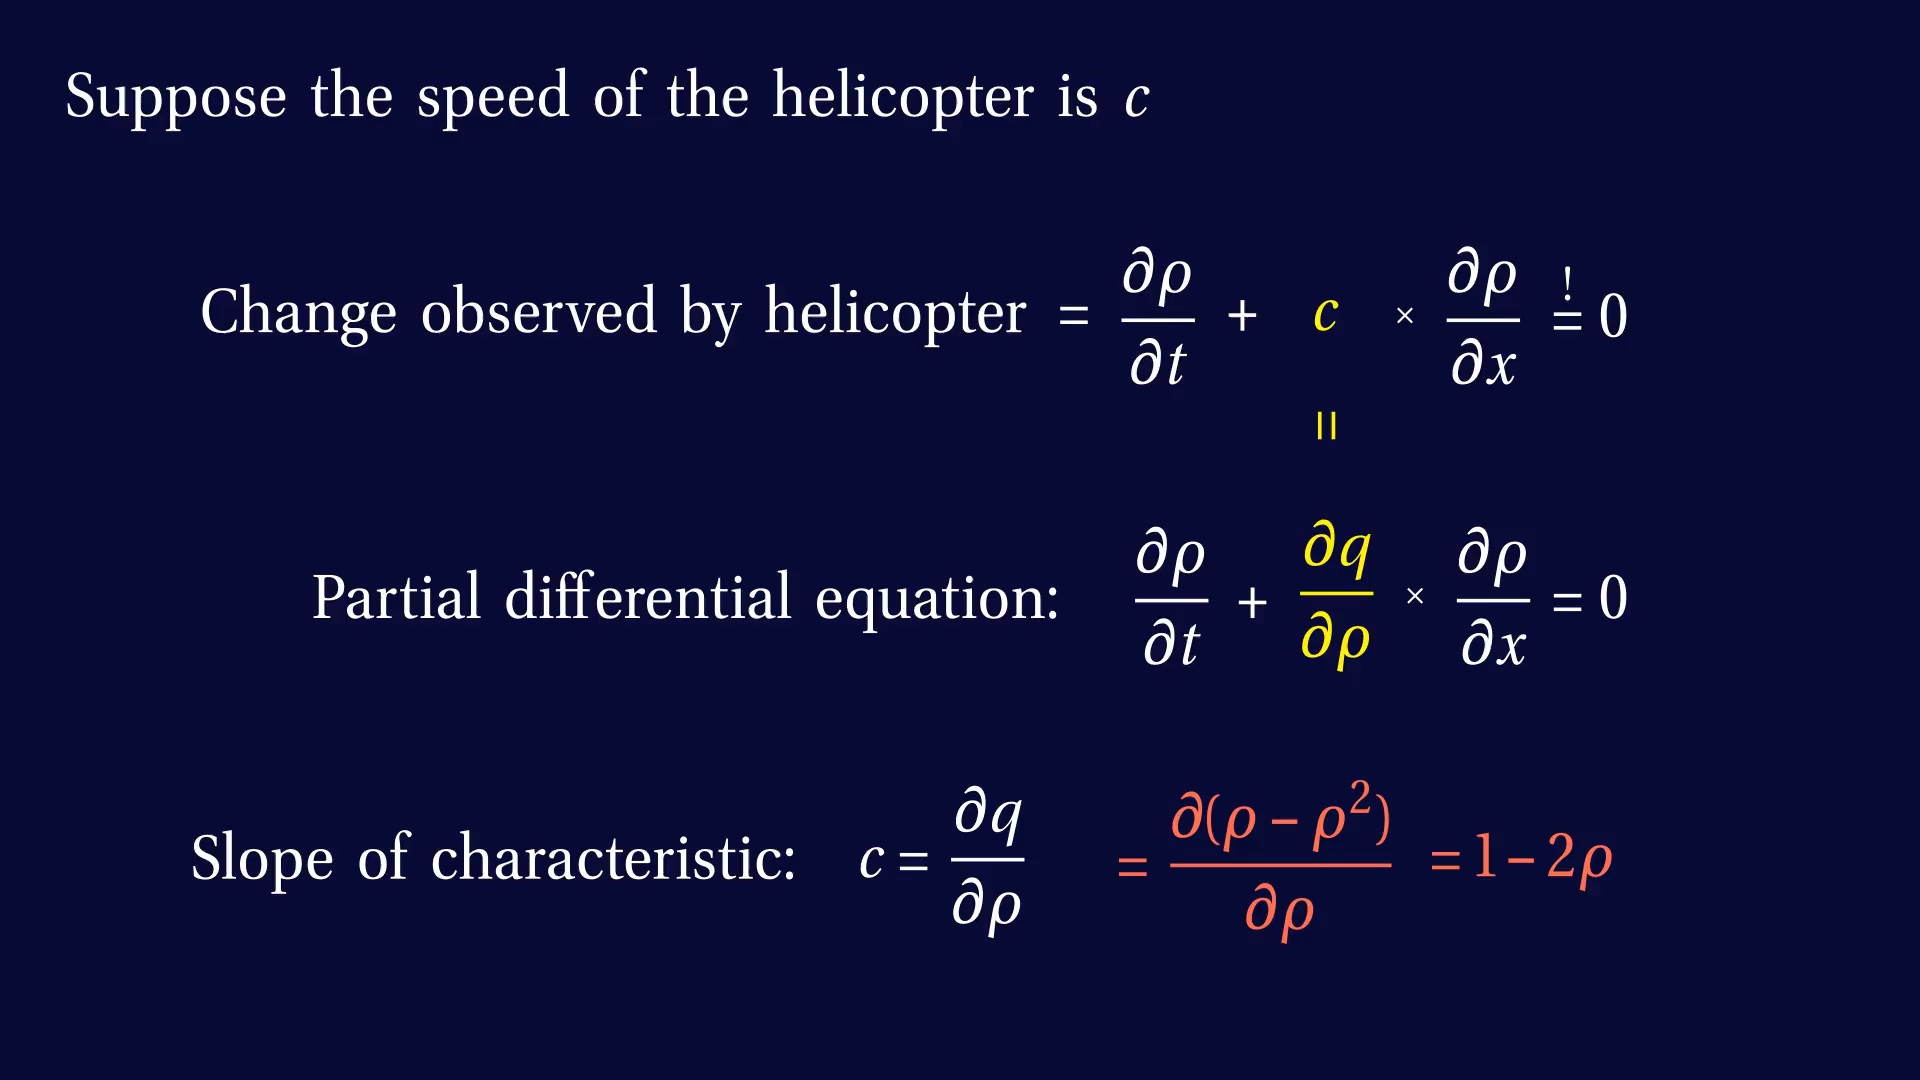 Suppose the speed of the helicopter is c
Change observed by helicopter = ∂ρ/∂t + c × ∂ρ/∂x =! 0
=
Partial differential equation: ∂ρ/∂t + ∂q/∂ρ × ∂ρ/∂x = 0
Slope of characteristic: c = ∂q/∂ρ = ∂(ρ − ρ²)/∂ρ = 1 − 2ρ